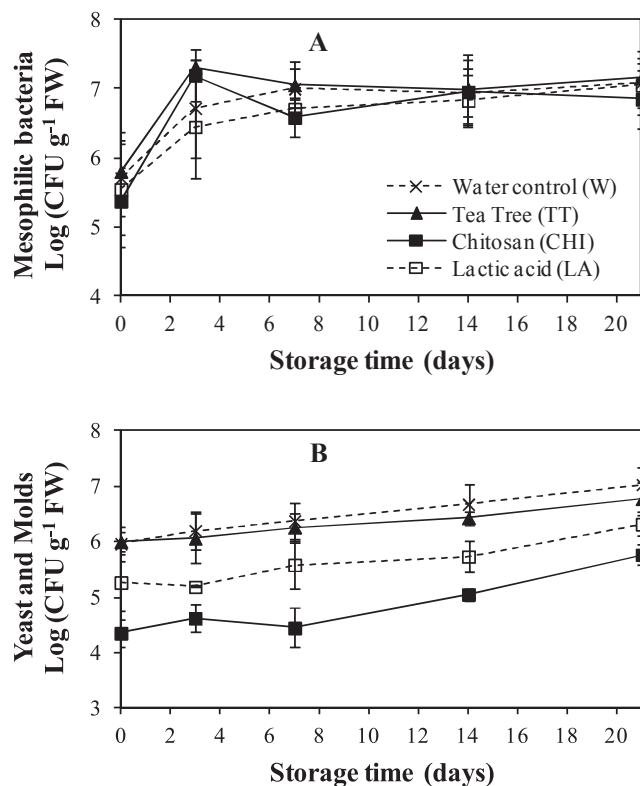 A
Mesophilic bacteria
Log (CFU g⁻¹ FW)
8
7
6
5
4
Water control (W)
Tea Tree (TT)
Chitosan (CHI)
Lactic acid (LA)
0 2 4 6 8 10 12 14 16 18 20
Storage time (days)
B
Yeast and Molds
Log (CFU g⁻¹ FW)
8
7
6
5
4
3
0 2 4 6 8 10 12 14 16 18 20
Storage time (days)